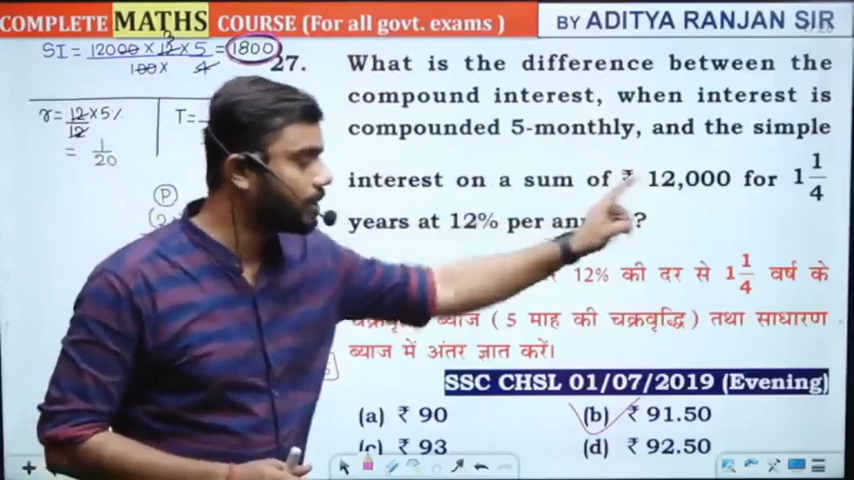 COMPLETE MATHS COURSE (For all govt. exams) BY ADITYA RANJAN SIR
SI = 12000 × 12 × 5 = 1800
100 × 4
27. What is the difference between the
compound interest, when interest is
compounded 5-monthly, and the simple
interest on a sum of ₹ 12,000 for 1 1/4
years at 12% per ?
r = 12 × 5 %
12
= 1
20
T =
P
12% की दर से 1 1/4 वर्ष के
ब्याज ( 5 माह की चक्रवृद्धि ) तथा साधारण
ब्याज में अंतर ज्ञात करें।
SSC CHSL 01/07/2019 (Evening)
(a) ₹ 90 (b) ₹ 91.50
(c) ₹ 93 (d) ₹ 92.50